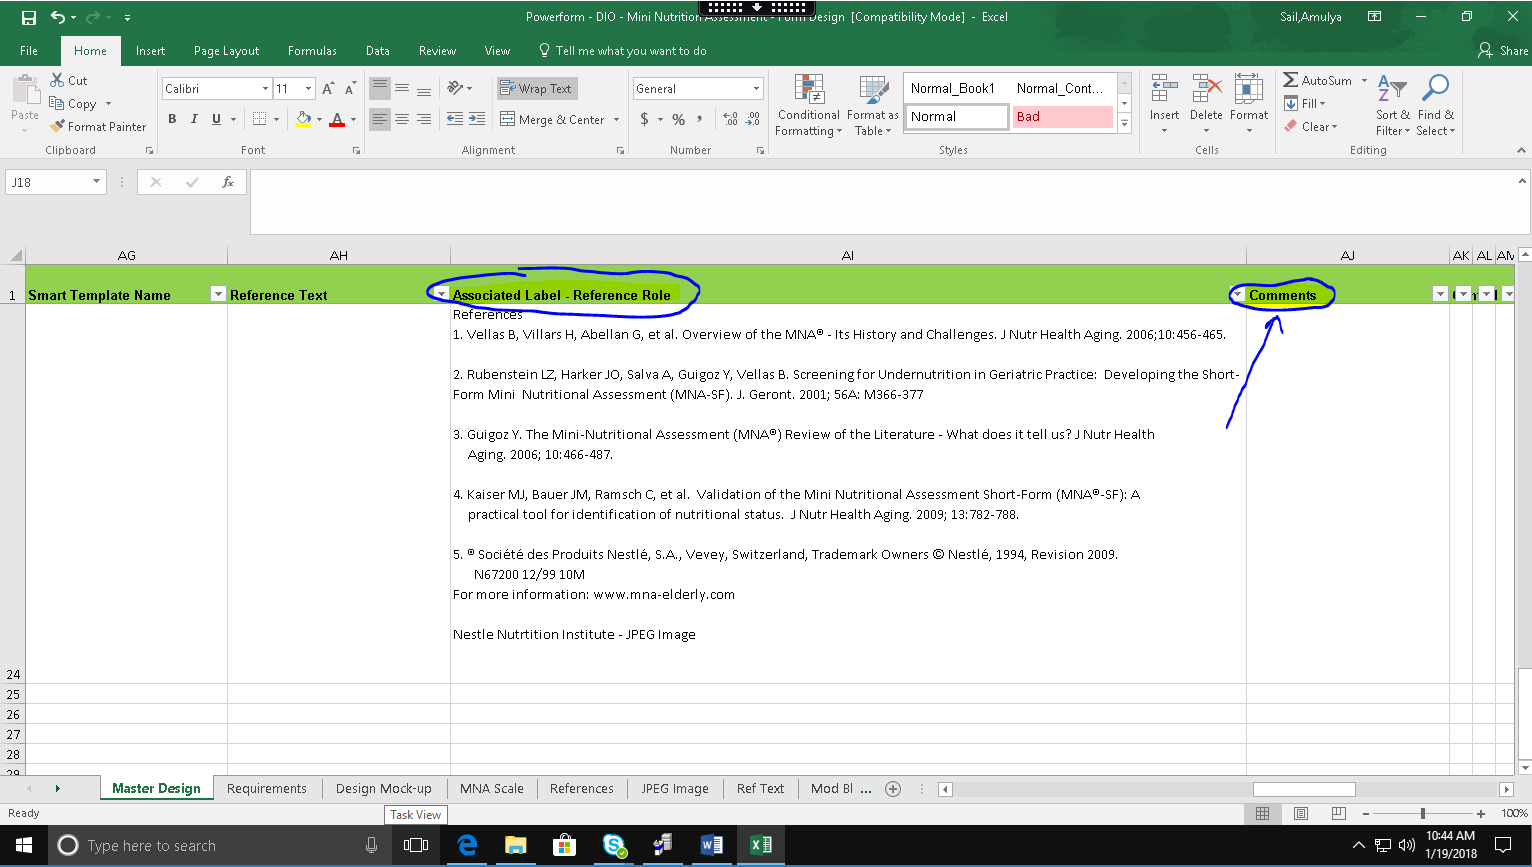 Powerform - DIO - Mini Nutrition Assessment - Form Design [Compatibility Mode] - Excel
Sail,Amulya
File Home Insert Page Layout Formulas Data Review View Tell me what you want to do Share
Paste
Cut
Copy
Format Painter
Clipboard
Calibri 11
B I U
Font
Wrap Text
Merge & Center
Alignment
General
$ % ,
Number
Conditional Formatting
Format as Table
Normal_Book1 Normal_Cont...
Normal Bad
Styles
Insert Delete Format
Cells
AutoSum
Fill
Clear
Sort & Filter
Find & Select
Editing
J18
fx
AG AH AI AJ AK AL AM
1 Smart Template Name Reference Text Associated Label - Reference Role Comments
References
1. Vellas B, Villars H, Abellan G, et al. Overview of the MNA® - Its History and Challenges. J Nutr Health Aging. 2006;10:456-465.
2. Rubenstein LZ, Harker JO, Salva A, Guigoz Y, Vellas B. Screening for Undernutrition in Geriatric Practice: Developing the Short-
Form Mini Nutritional Assessment (MNA-SF). J. Geront. 2001; 56A: M366-377
3. Guigoz Y. The Mini-Nutritional Assessment (MNA®) Review of the Literature - What does it tell us? J Nutr Health
Aging. 2006; 10:466-487.
4. Kaiser MJ, Bauer JM, Ramsch C, et al. Validation of the Mini Nutritional Assessment Short-Form (MNA®-SF): A
practical tool for identification of nutritional status. J Nutr Health Aging. 2009; 13:782-788.
5. ® Société des Produits Nestlé, S.A., Vevey, Switzerland, Trademark Owners © Nestlé, 1994, Revision 2009.
N67200 12/99 10M
For more information: www.mna-elderly.com
Nestle Nutrtition Institute - JPEG Image
24
25
26
27
28
29
Master Design Requirements Design Mock-up MNA Scale References JPEG Image Ref Text Mod Bl ...
Ready
Task View
100%
Type here to search
10:44 AM
1/19/2018